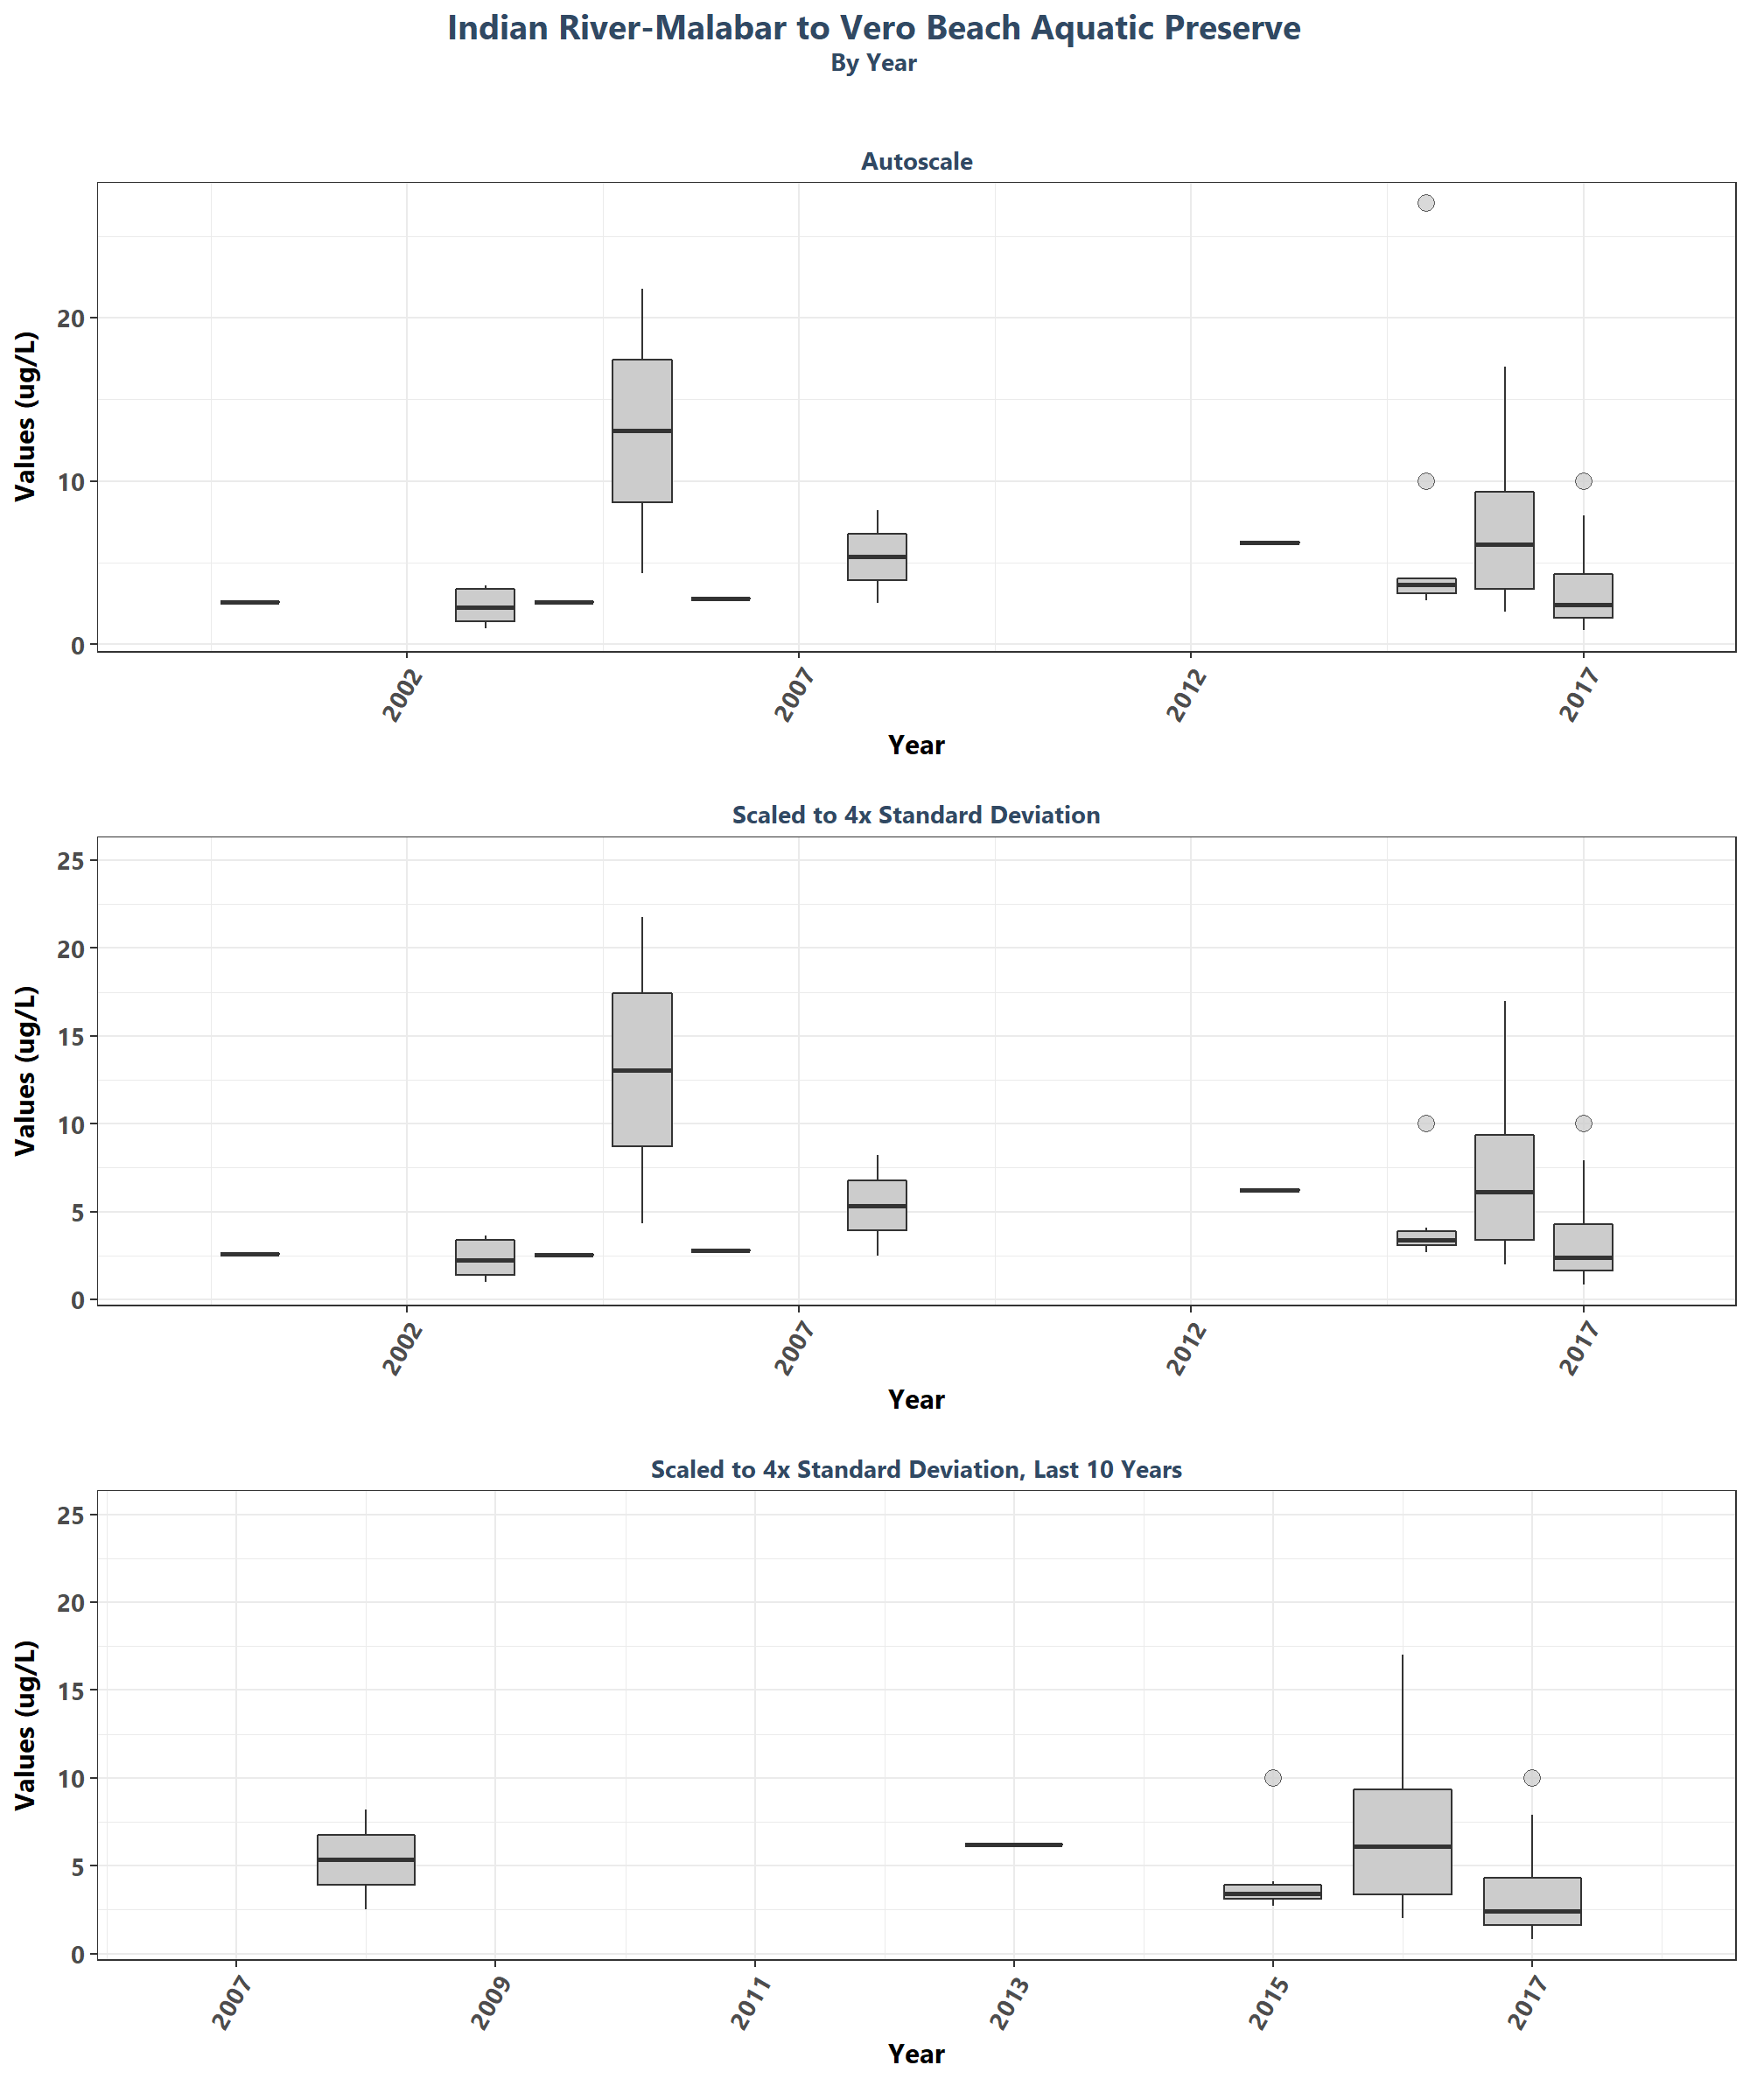 Indian River-Malabar to Vero Beach Aquatic Preserve
By Year
Autoscale
Values (ug/L)
20
10
0
2002
2007
2012
2017
Year
Scaled to 4x Standard Deviation
Values (ug/L)
25
20
15
10
5
0
2002
2007
2012
2017
Year
Scaled to 4x Standard Deviation, Last 10 Years
Values (ug/L)
25
20
15
10
5
0
2007
2009
2011
2013
2015
2017
Year